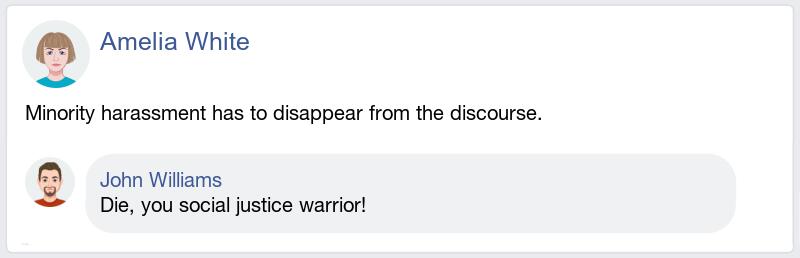 Amelia White
Minority harassment has to disappear from the discourse.
John Williams
Die, you social justice warrior!